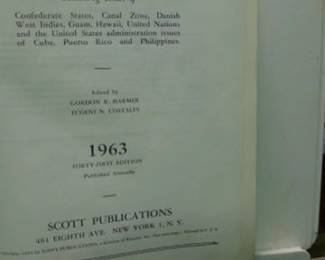 Confederate States, Canal Zone, Danish
West Indies, Guam, Hawaii, United Nations
and the United States administration issues
of Cuba, Puerto Rico and Philippines.
Edited by
GORDON R. HARMER
EUGENE N. COSTALES
1963
FORTY-FIRST EDITION
Published Annually
SCOTT PUBLICATIONS
461 EIGHTH AVE. NEW YORK 1, N.Y.